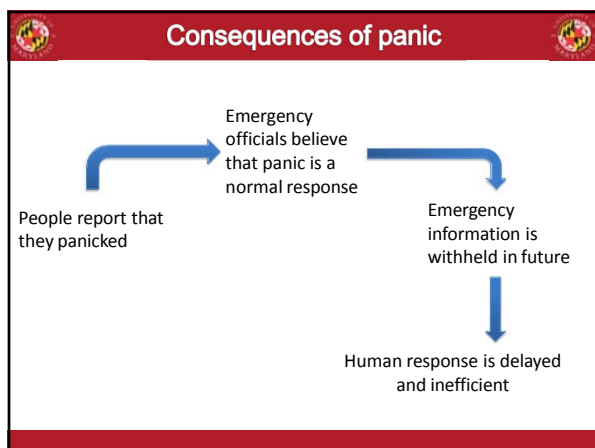 Consequences of panic
Emergency
officials believe
that panic is a
normal response
People report that
they panicked
Emergency
information is
withheld in future
Human response is delayed
and inefficient